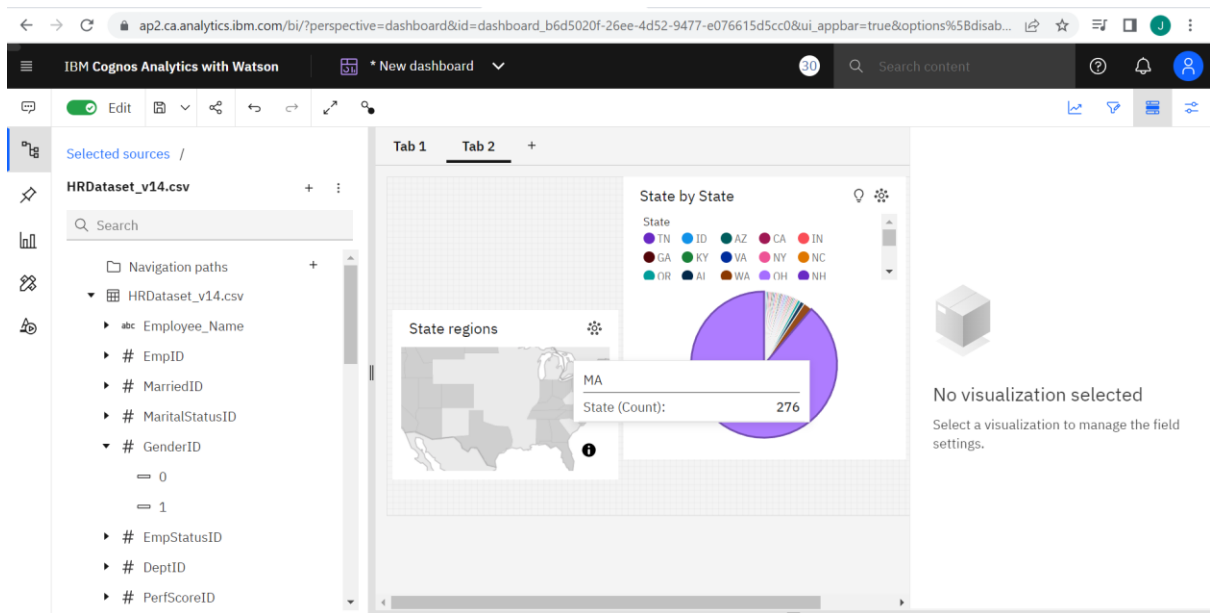 ap2.ca.analytics.ibm.com/bi/?perspective=dashboard&id=dashboard_b6d5020f-26ee-4d52-9477-e076615d5cc0&ui_appbar=true&options%5Bdisab...
J
IBM Cognos Analytics with Watson
* New dashboard
30
Search content
Edit
Selected sources /
HRDataset_v14.csv
Search
Navigation paths
HRDataset_v14.csv
abc Employee_Name
# EmpID
# MarriedID
# MaritalStatusID
# GenderID
0
1
# EmpStatusID
# DeptID
# PerfScoreID
Tab 1 Tab 2 +
State regions
State by State
State
TN ID AZ CA IN
GA KY VA NY NC
OR AL WA OH NH
MA
State (Count): 276
No visualization selected
Select a visualization to manage the field
settings.